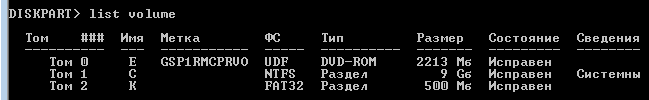 DISKPART> list volume
Том ### Имя Метка ФС Тип Размер Состояние Сведения
Том 0 E GSP1RMCPRVO UDF DVD-ROM 2213 Мб Исправен
Том 1 C NTFS Раздел 9 Gб Исправен Системны
Том 2 K FAT32 Раздел 500 Мб Исправен